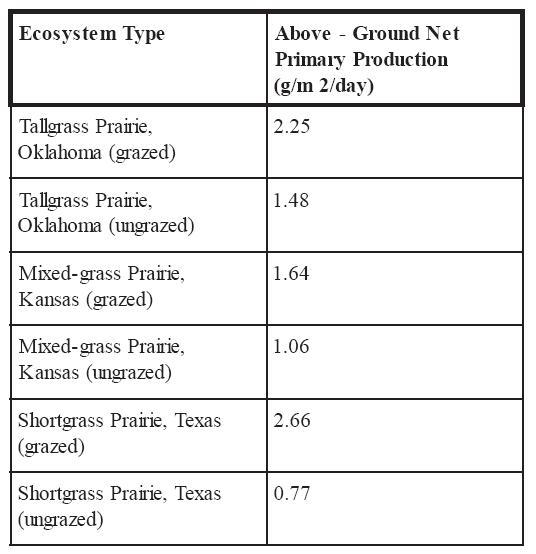 Ecosystem Type
Above - Ground Net
Primary Production
(g/m 2/day)
Tallgrass Prairie,
Oklahoma (grazed)
2.25
Tallgrass Prairie,
Oklahoma (ungrazed)
1.48
Mixed-grass Prairie,
Kansas (grazed)
1.64
Mixed-grass Prairie,
Kansas (ungrazed)
1.06
Shortgrass Prairie, Texas
(grazed)
2.66
Shortgrass Prairie, Texas
(ungrazed)
0.77